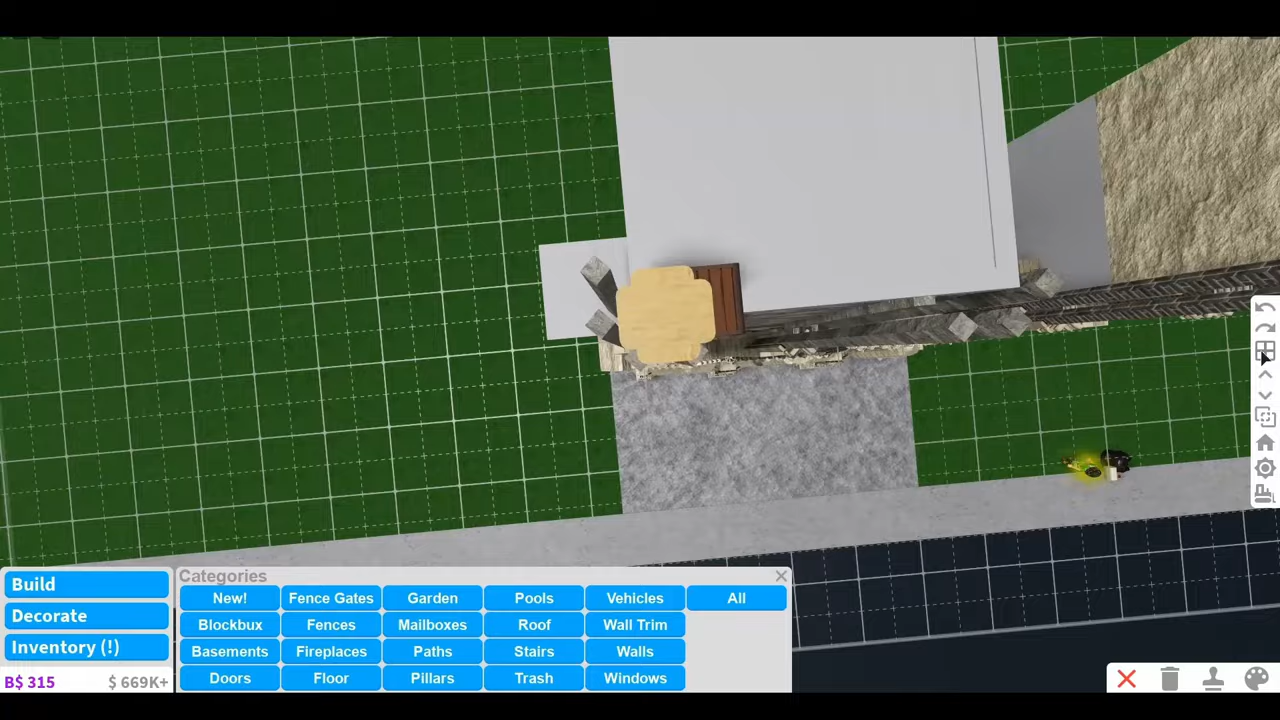 Build
Decorate
Inventory (!)
B$ 315
$ 669K+
Categories
New!
Fence Gates
Garden
Pools
Vehicles
All
Blockbux
Fences
Mailboxes
Roof
Wall Trim
Basements
Fireplaces
Paths
Stairs
Walls
Doors
Floor
Pillars
Trash
Windows